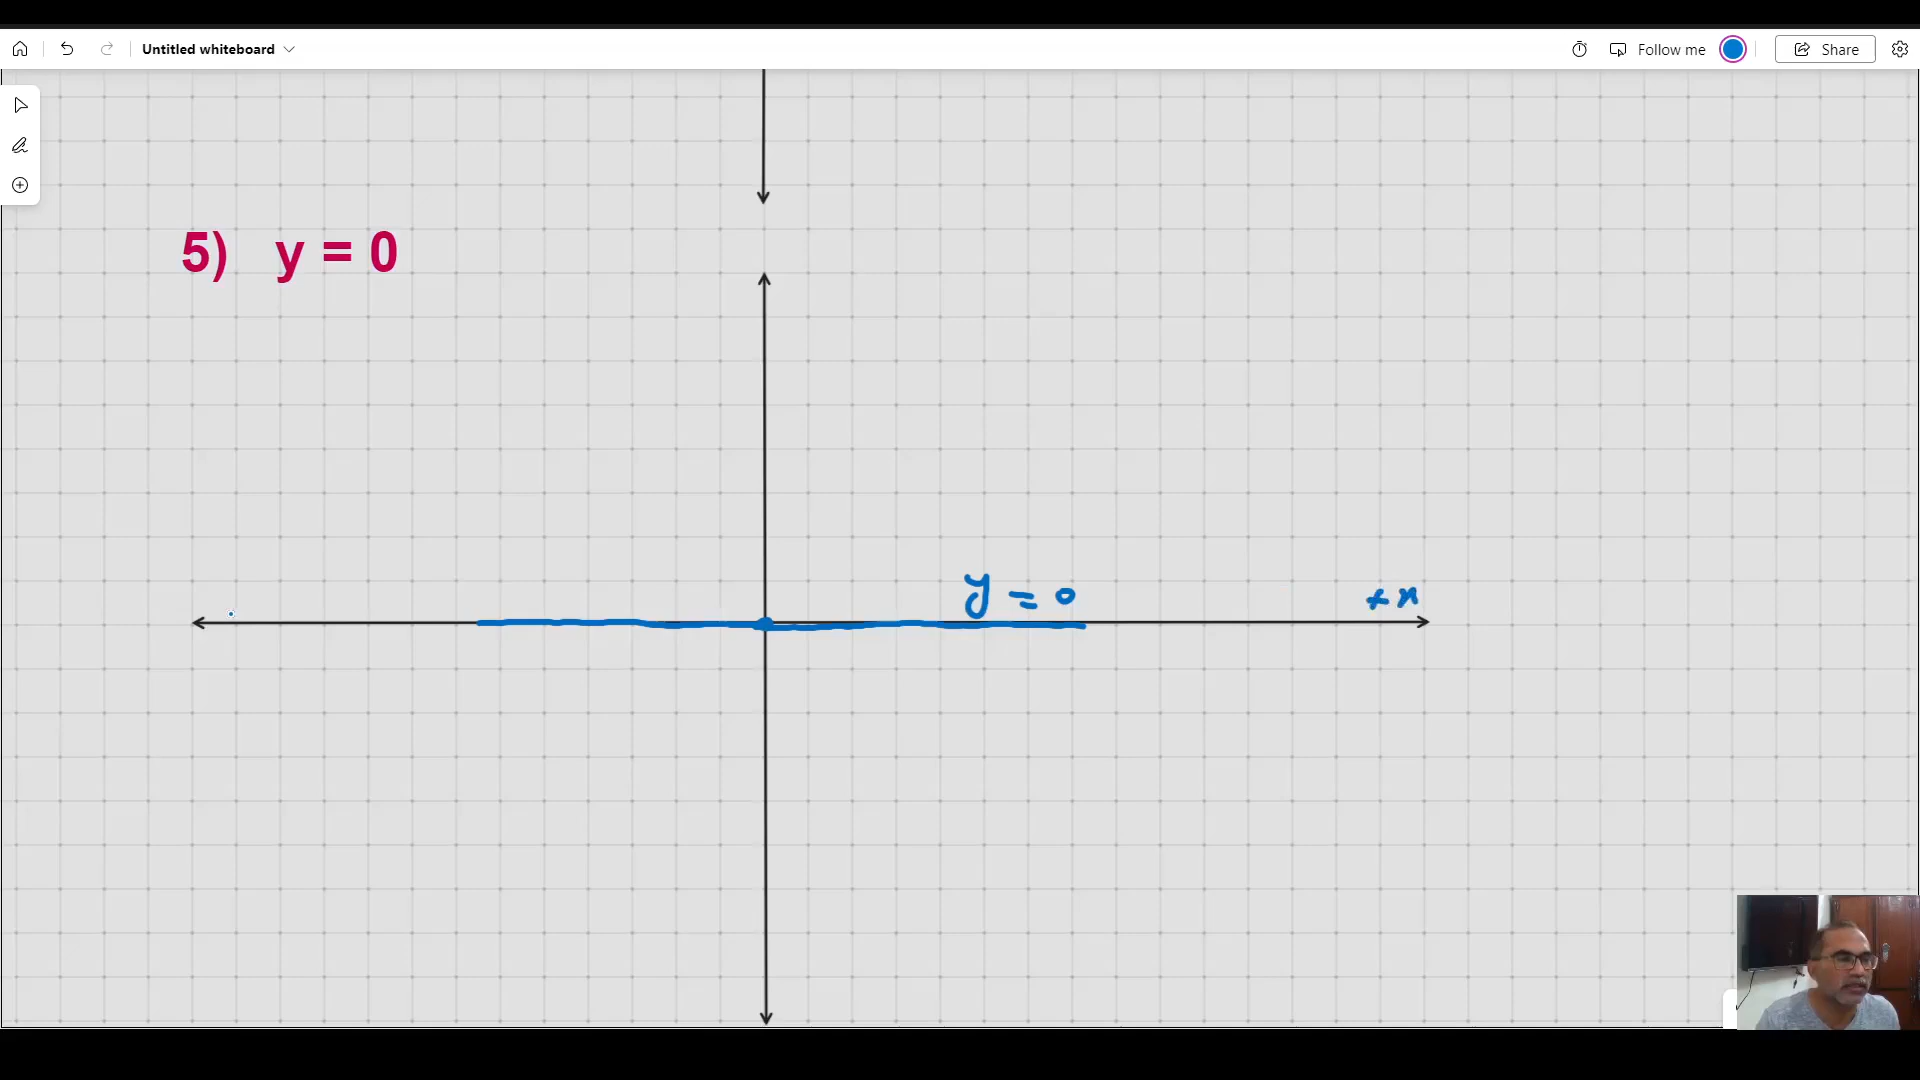 Untitled whiteboard
Follow me
Share
5) y = 0
y = 0
+x